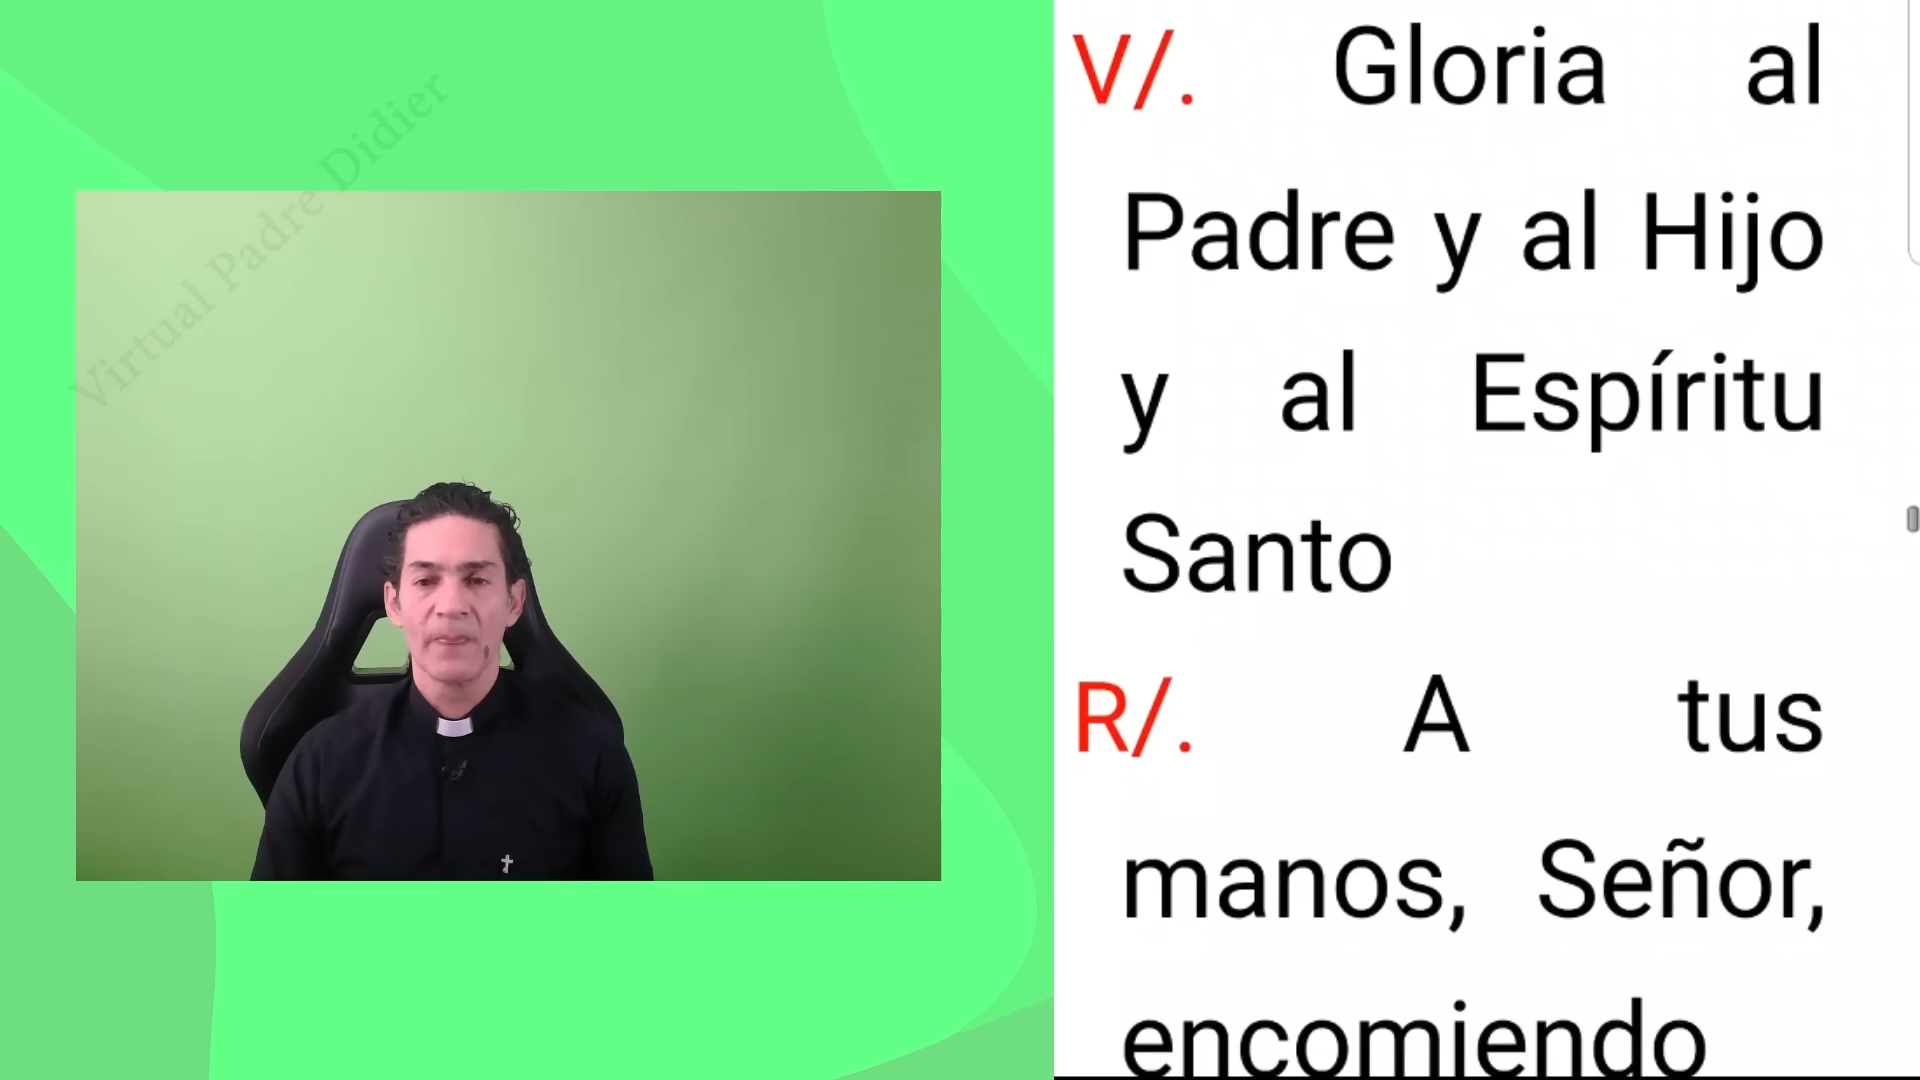 Virtual Padre Didier
V/. Gloria al
Padre y al Hijo
y al Espíritu
Santo
R/. A tus
manos, Señor,
encomiendo